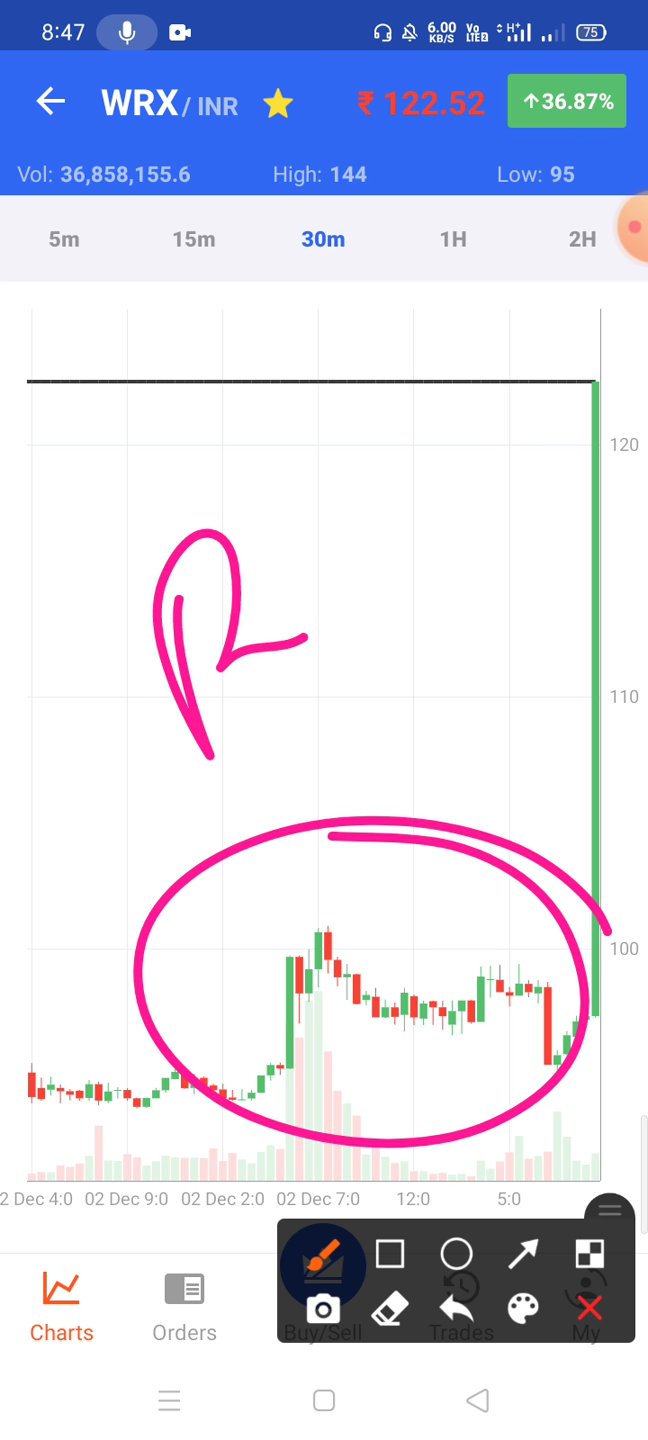 8:47 6.00 KB/S Vo LTE2 H+ 75
WRX / INR ₹ 122.52 ↑36.87%
Vol: 36,858,155.6 High: 144 Low: 95
5m 15m 30m 1H 2H
120
R
110
100
2 Dec 4:0 02 Dec 9:0 02 Dec 2:0 02 Dec 7:0 12:0 5:0
Charts Orders Buy/Sell Trades My